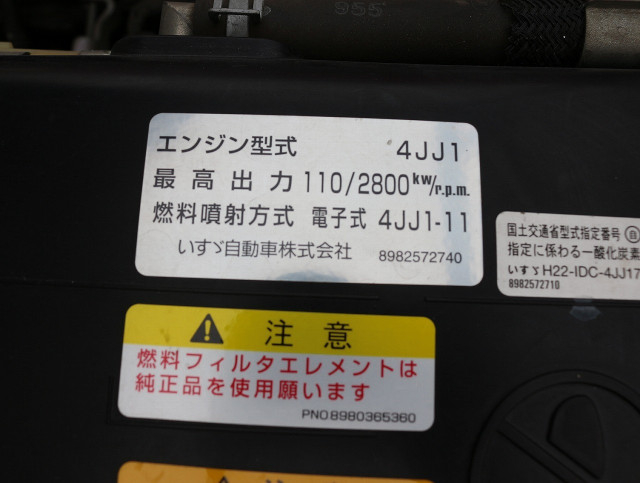 955
エンジン型式 4JJ1
最高出力 110/2800 kw/r.p.m.
燃料噴射方式 電子式 4JJ1-11
いすゞ自動車株式会社 8982572740
国土交通省型式指定番号
指定に係わる一酸化炭素
いすゞH22-IDC-4JJ17
8982572710
注意
燃料フィルタエレメントは
純正品を使用願います
PNO8980365360